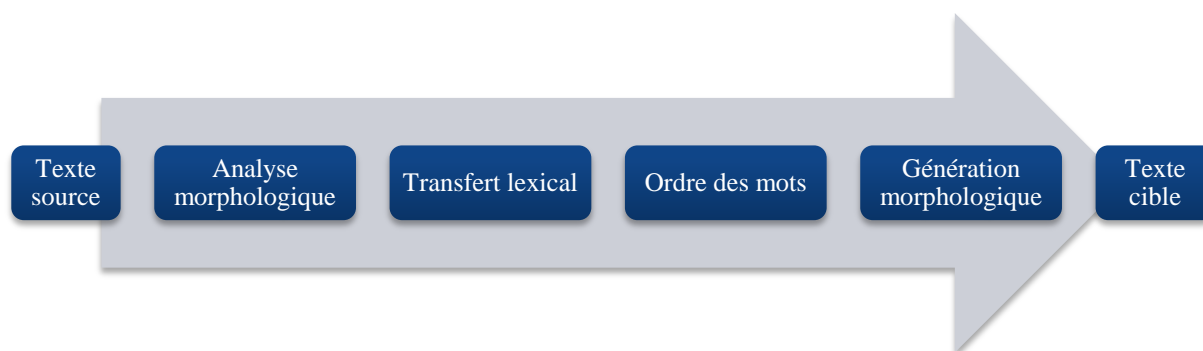 Texte
source
Analyse
morphologique
Transfert lexical
Ordre des mots
Génération
morphologique
Texte
cible